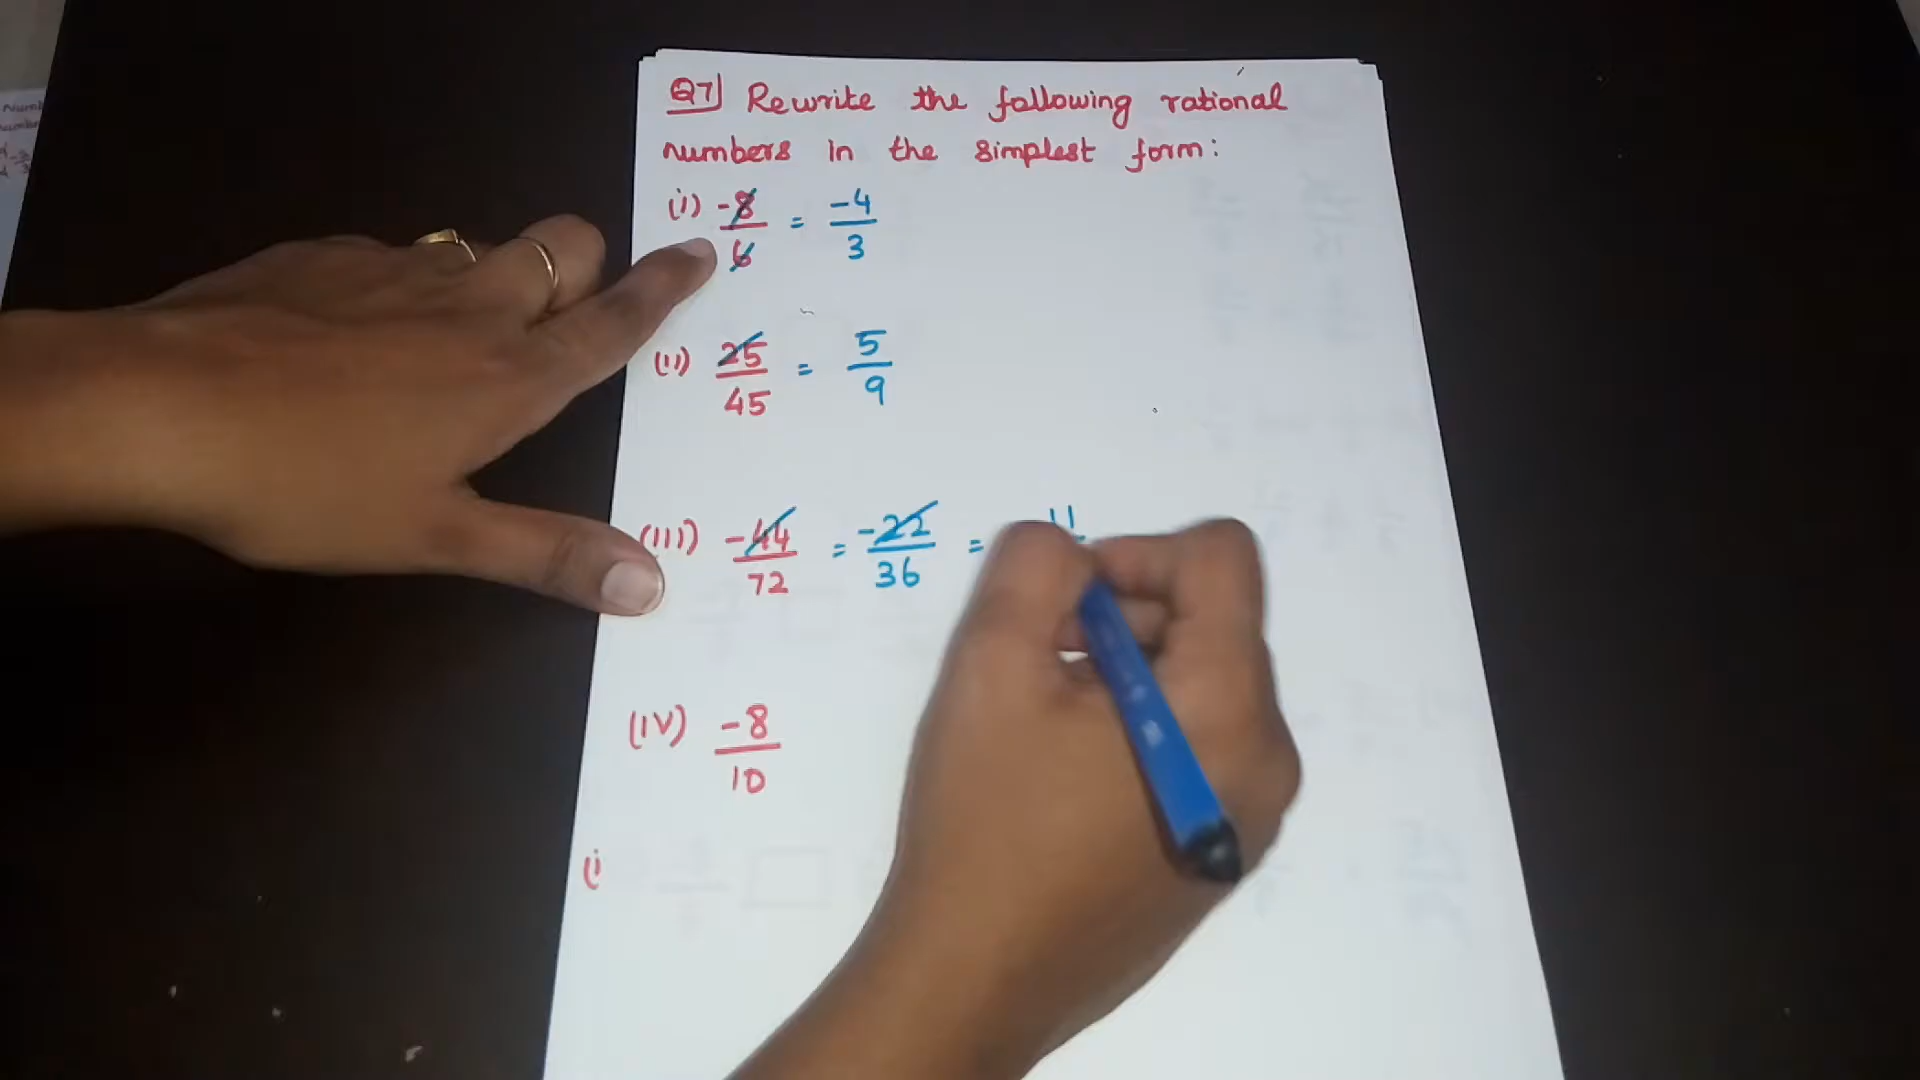 Q7] Rewrite the following rational
numbers in the simplest form:
(i) -8/6 = -4/3
(ii) 25/45 = 5/9
(iii) -44/72 = -22/36 = 11
(iv) -8/10
(i